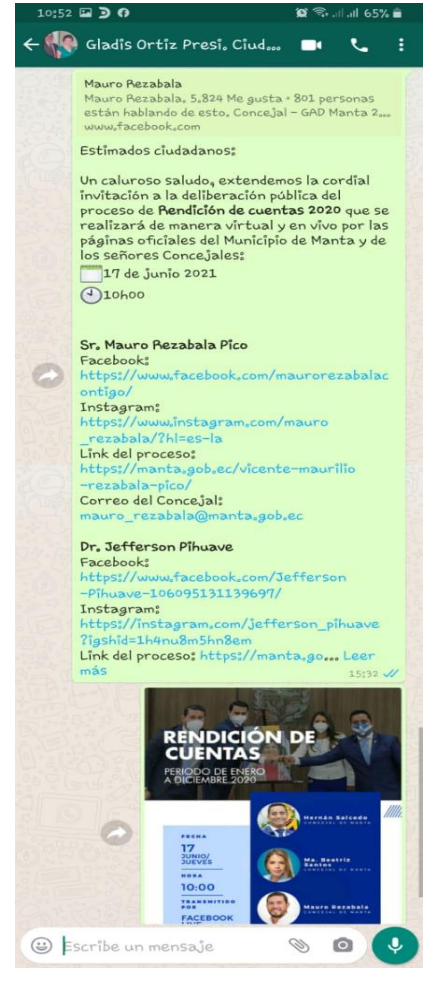 10:52 65%
Gladis Ortiz Presi. Ciud...
Mauro Rezabala
Mauro Rezabala, 5,824 Me gusta · 801 personas
están hablando de esto. Concejal - GAD Manta 2...
www.facebook.com
Estimados ciudadanos:
Un caluroso saludo, extendemos la cordial
invitación a la deliberación pública del
proceso de Rendición de cuentas 2020 que se
realizará de manera virtual y en vivo por las
páginas oficiales del Municipio de Manta y de
los señores Concejales:
17 de junio 2021
10h00
Sr. Mauro Rezabala Pico
Facebook:
https://www.facebook.com/maurorezabalac
ontigo/
Instagram:
https://www.instagram.com/mauro
_rezabala/?hl=es-la
Link del proceso:
https://manta.gob.ec/vicente-maurilio
-rezabala-pico/
Correo del Concejal:
mauro_rezabala@manta.gob.ec
Dr. Jefferson Pihuave
Facebook:
https://www.facebook.com/Jefferson
-Pihuave-106095131139697/
Instagram:
https://instagram.com/jefferson_pihuave
?igshid=1h4nu8m5hn8em
Link del proceso: https://manta.go... Leer
más
15:32
RENDICIÓN DE
CUENTAS
PERIODO DE ENERO
A DICIEMBRE 2020
FECHA
17
JUNIO/
JUEVES
HORA
10:00
TRANSMITIDO
POR
FACEBOOK
LIVE
Hernán Salcedo
CONCEJAL DE MANTA
Ma. Beatriz
Santos
CONCEJAL DE MANTA
Mauro Rezabala
CONCEJAL DE MANTA
Escribe un mensaje